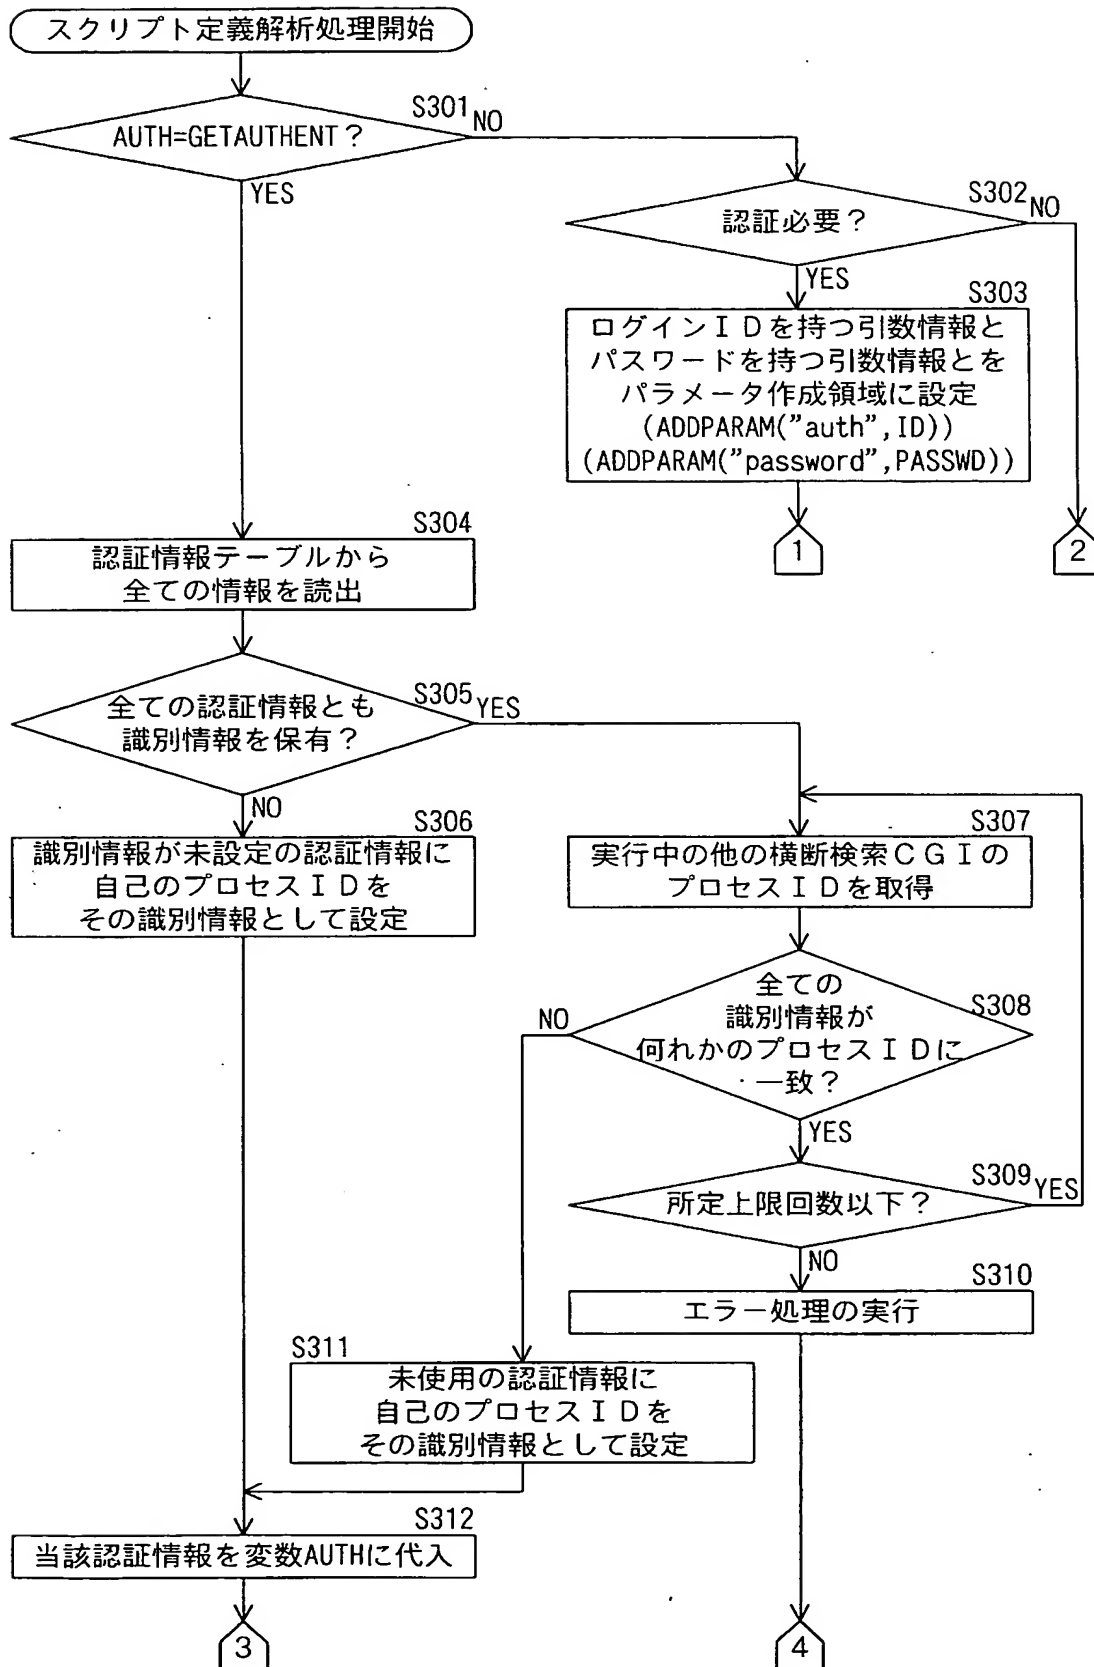 スクリプト定義解析処理開始
S301
AUTH=GETAUTHENT？
NO
YES
S302
認証必要？
NO
YES
S303
ログインＩＤを持つ引数情報と
パスワードを持つ引数情報とを
パラメータ作成領域に設定
(ADDPARAM("auth",ID))
(ADDPARAM("password",PASSWD))
1
2
S304
認証情報テーブルから
全ての情報を読出
S305
全ての認証情報とも
識別情報を保有？
YES
NO
S306
識別情報が未設定の認証情報に
自己のプロセスＩＤを
その識別情報として設定
S307
実行中の他の横断検索ＣＧＩの
プロセスＩＤを取得
S308
全ての
識別情報が
何れかのプロセスＩＤに
一致？
NO
YES
S309
所定上限回数以下？
YES
NO
S310
エラー処理の実行
S311
未使用の認証情報に
自己のプロセスＩＤを
その識別情報として設定
S312
当該認証情報を変数AUTHに代入
3
4